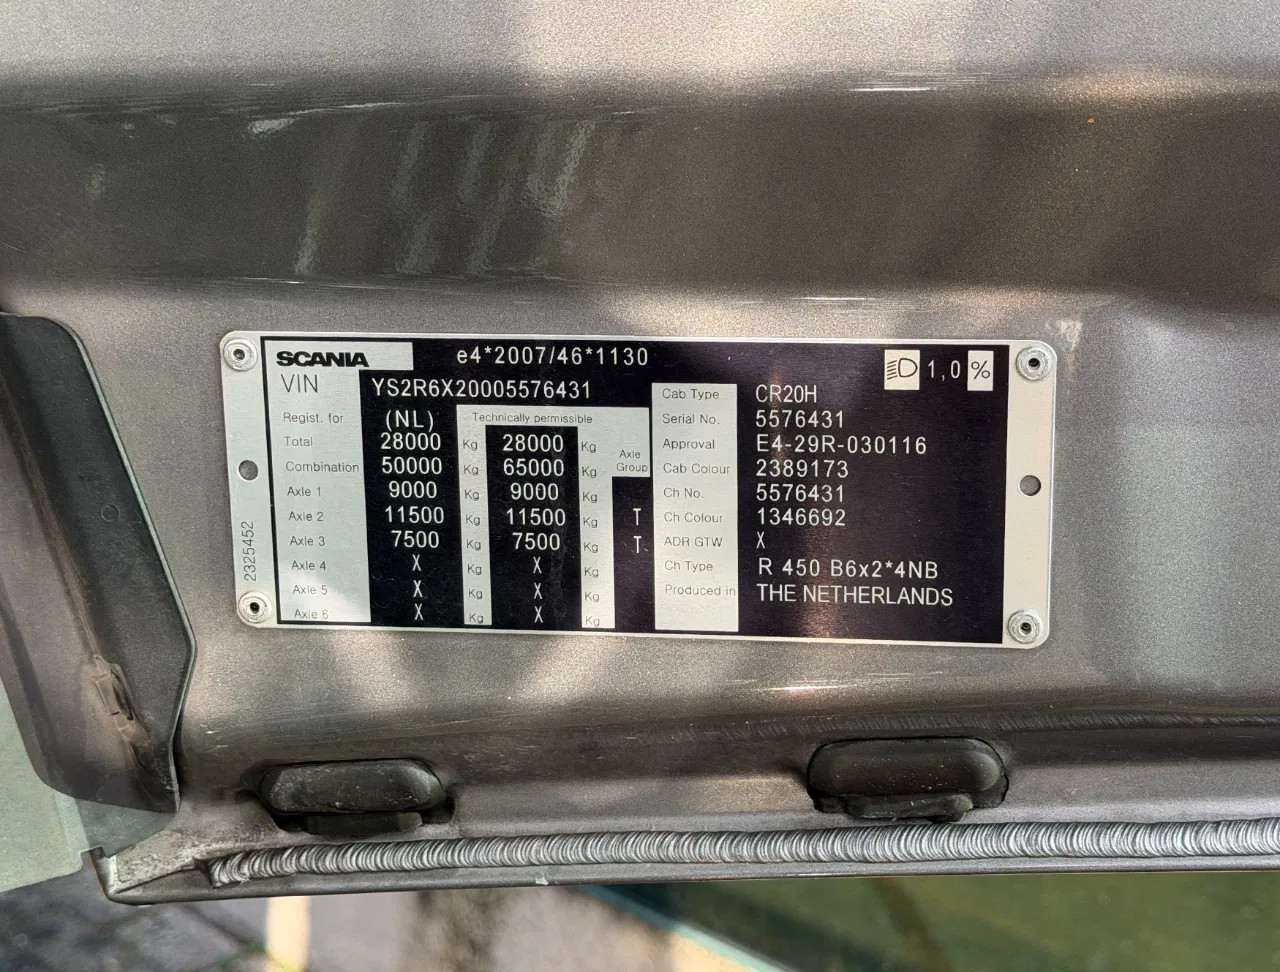 SCANIA e4*2007/46*1130 1,0 %
VIN YS2R6X20005576431
Regist. for (NL) Technically permissible
Total 28000 Kg 28000 Kg
Combination 50000 Kg 65000 Kg Axle Group
Axle 1 9000 Kg 9000 Kg
Axle 2 11500 Kg 11500 Kg T
Axle 3 7500 Kg 7500 Kg T
Axle 4 X Kg X Kg
Axle 5 X Kg X Kg
Axle 6 X Kg X Kg
Cab Type CR20H
Serial No. 5576431
Approval E4-29R-030116
Cab Colour 2389173
Ch No. 5576431
Ch Colour 1346692
ADR GTW X
Ch Type R 450 B6x2*4NB
Produced in THE NETHERLANDS
2325452